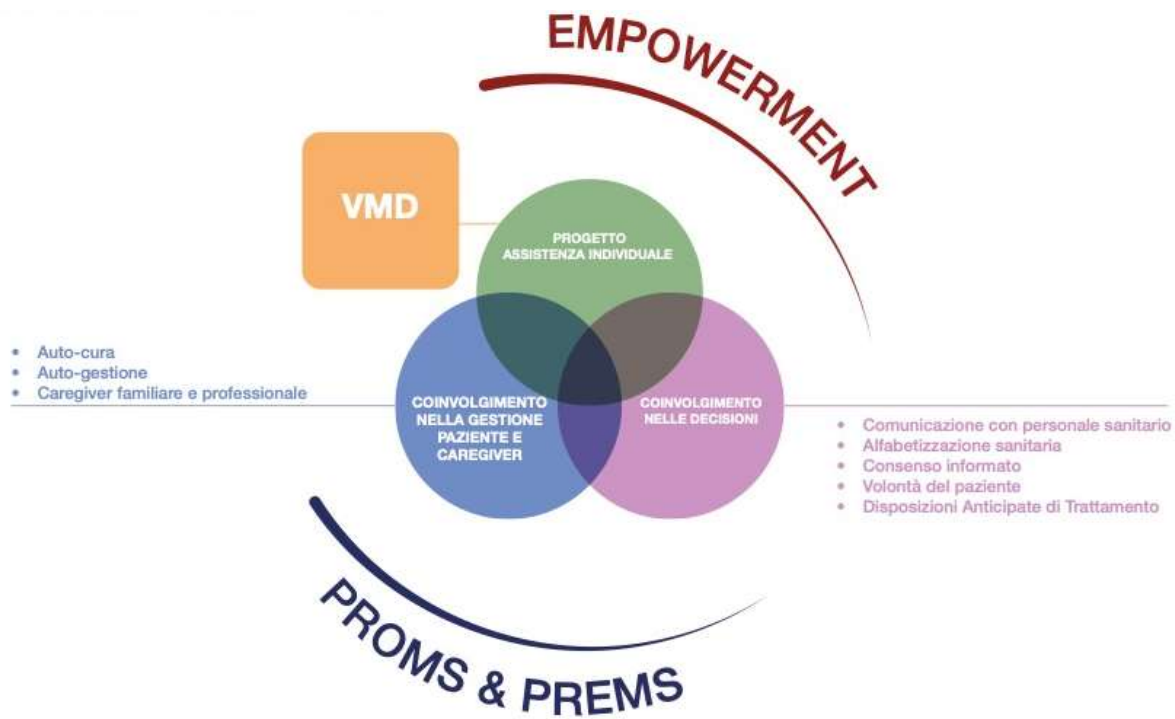 EMPOWERMENT
VMD
PROGETTO
ASSISTENZA INDIVIDUALE
• Auto-cura
• Auto-gestione
• Caregiver familiare e professionale
COINVOLGIMENTO
NELLA GESTIONE
PAZIENTE E
CAREGIVER
COINVOLGIMENTO
NELLE DECISIONI
• Comunicazione con personale sanitario
• Alfabetizzazione sanitaria
• Consenso informato
• Volontà del paziente
• Disposizioni Anticipate di Trattamento
PROMS & PREMS